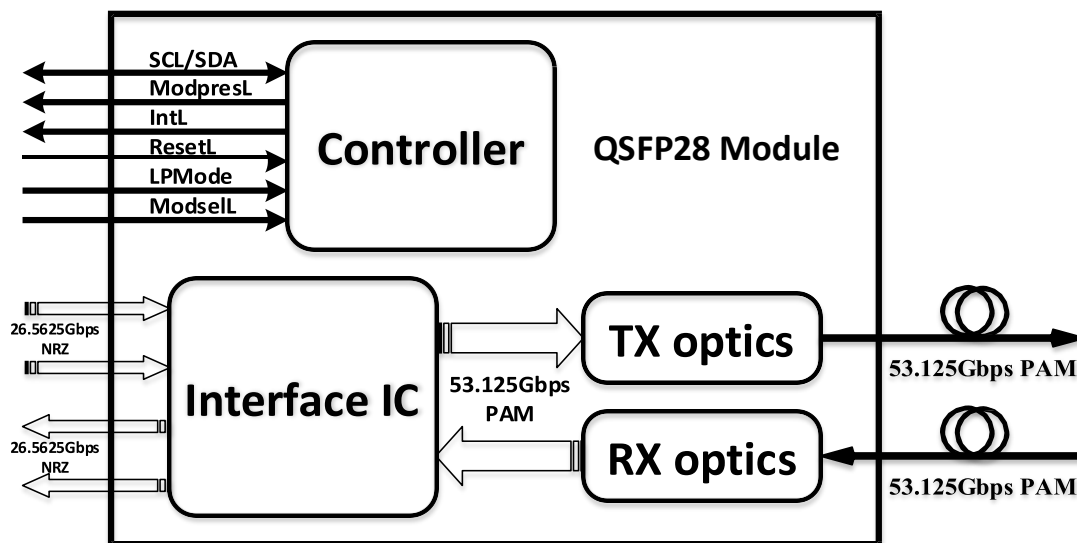 SCL/SDA
ModpresL
IntL
ResetL
LPMode
ModselL
Controller
QSFP28 Module
26.5625Gbps
NRZ
26.5625Gbps
NRZ
Interface IC
53.125Gbps
PAM
TX optics
RX optics
53.125Gbps PAM
53.125Gbps PAM